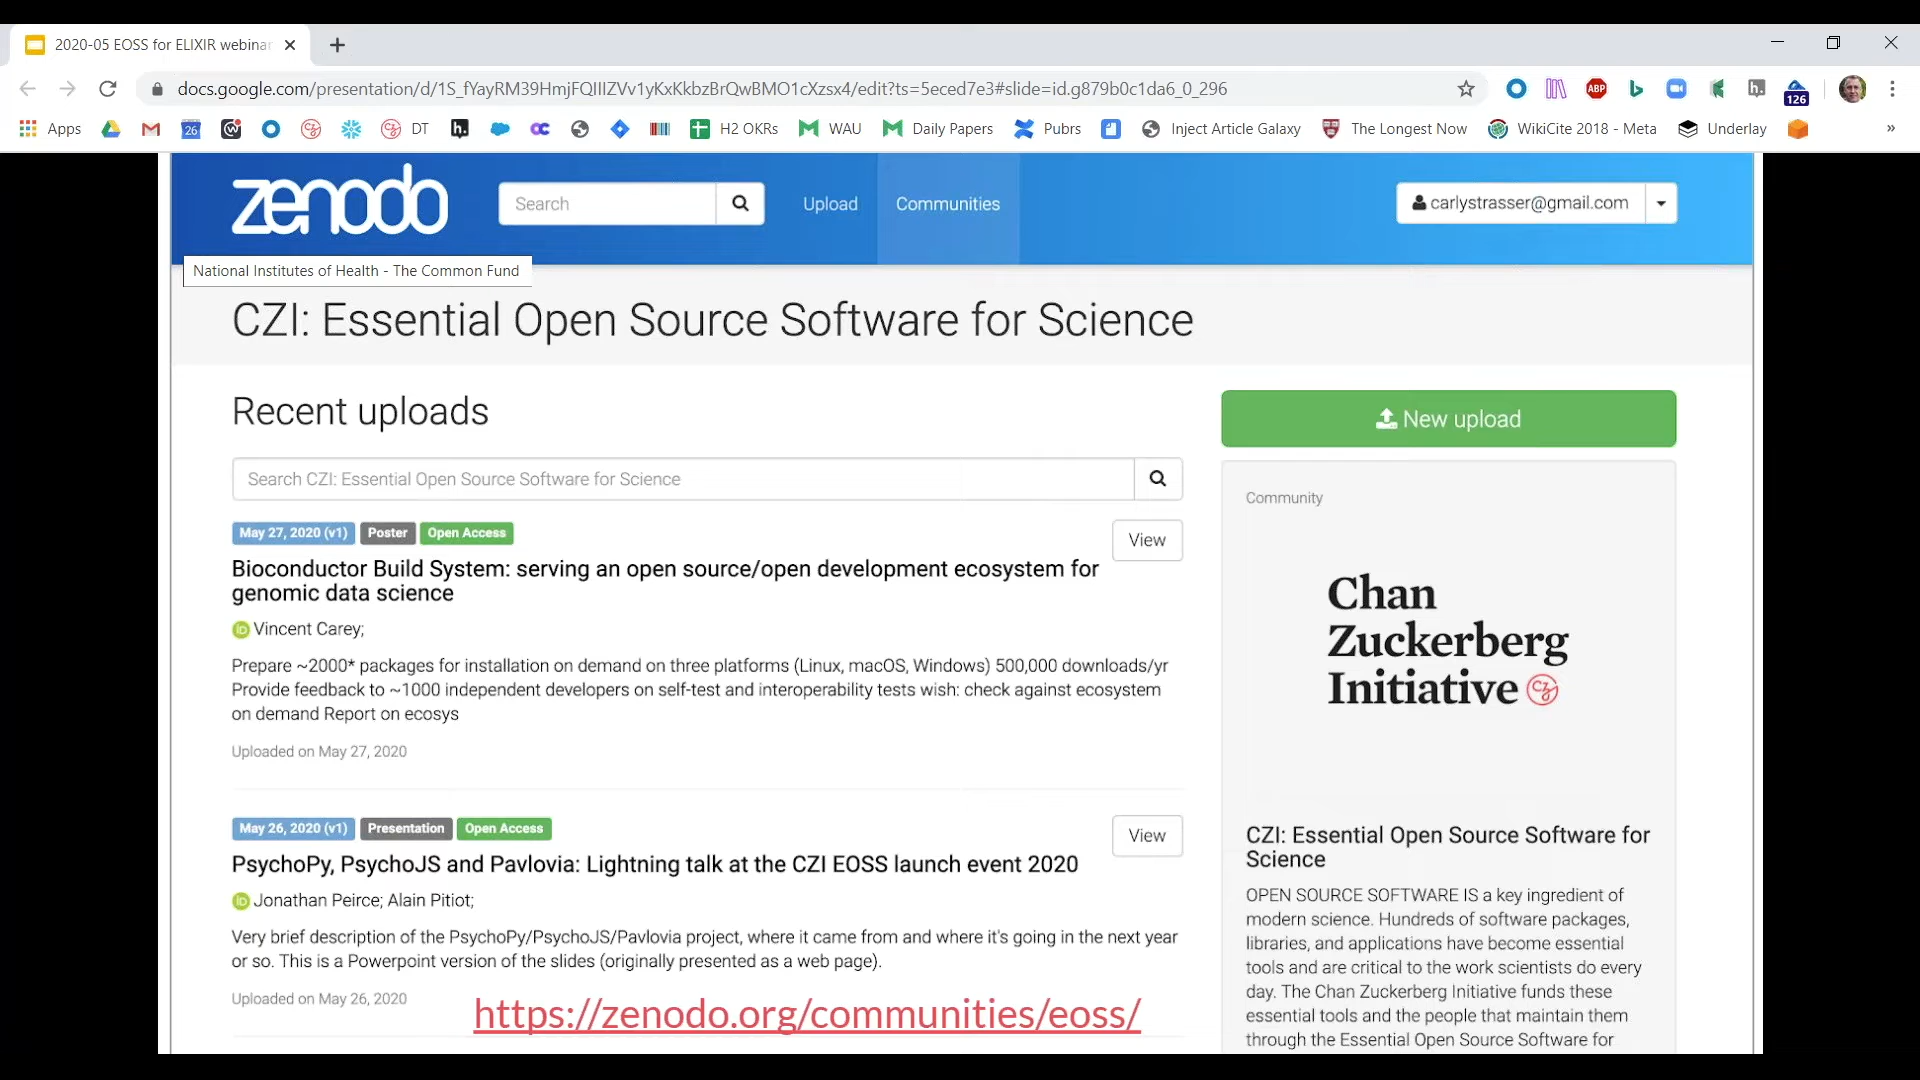 2020-05 EOSS for ELIXIR webinar
docs.google.com/presentation/d/1S_fYayRM39HmjFQIIIZVv1yKxKkbzBrQwBMO1cXzsx4/edit?ts=5eced7e3#slide=id.g879b0c1da6_0_296
ABP
h.
126
Apps
26
DT
h.
OC
H2 OKRs
WAU
Daily Papers
Pubrs
Inject Article Galaxy
The Longest Now
WikiCite 2018 - Meta
Underlay
»
zenodo
Search
Upload
Communities
carlystrasser@gmail.com
National Institutes of Health - The Common Fund
CZI: Essential Open Source Software for Science
Recent uploads
New upload
Search CZI: Essential Open Source Software for Science
Community
May 27, 2020 (v1) Poster Open Access
View
Bioconductor Build System: serving an open source/open development ecosystem for
genomic data science
iD Vincent Carey;
Prepare ~2000* packages for installation on demand on three platforms (Linux, macOS, Windows) 500,000 downloads/yr
Provide feedback to ~1000 independent developers on self-test and interoperability tests wish: check against ecosystem
on demand Report on ecosys
Uploaded on May 27, 2020
Chan
Zuckerberg
Initiative
May 26, 2020 (v1) Presentation Open Access
View
PsychoPy, PsychoJS and Pavlovia: Lightning talk at the CZI EOSS launch event 2020
iD Jonathan Peirce; Alain Pitiot;
Very brief description of the PsychoPy/PsychoJS/Pavlovia project, where it came from and where it's going in the next year
or so. This is a Powerpoint version of the slides (originally presented as a web page).
Uploaded on May 26, 2020
https://zenodo.org/communities/eoss/
CZI: Essential Open Source Software for
Science
OPEN SOURCE SOFTWARE IS a key ingredient of
modern science. Hundreds of software packages,
libraries, and applications have become essential
tools and are critical to the work scientists do every
day. The Chan Zuckerberg Initiative funds these
essential tools and the people that maintain them
through the Essential Open Source Software for